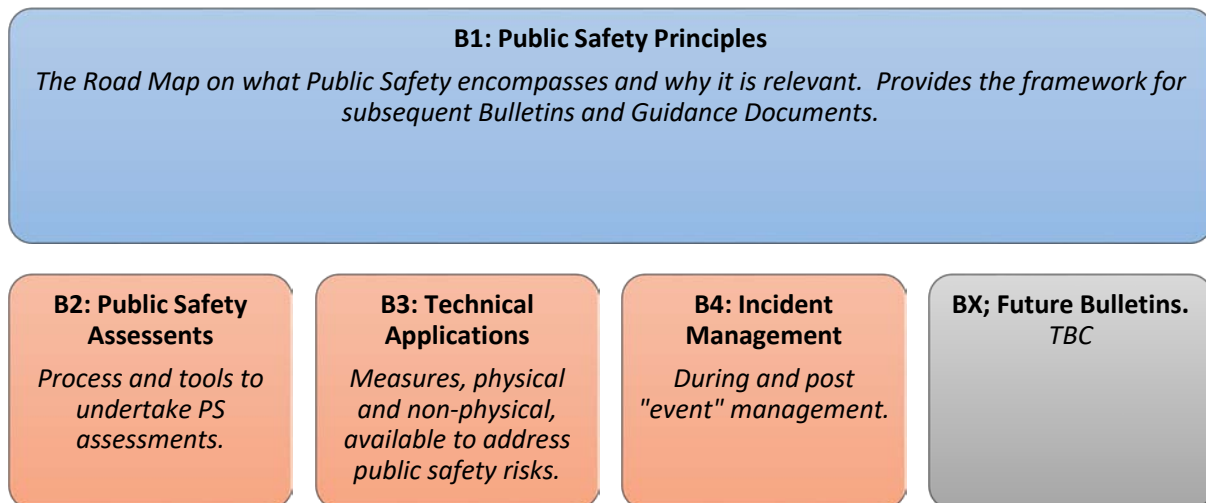 B1: Public Safety Principles
The Road Map on what Public Safety encompasses and why it is relevant.  Provides the framework for
subsequent Bulletins and Guidance Documents.
B2: Public Safety
Assessents
Process and tools to
undertake PS
assessments.
B3: Technical
Applications
Measures, physical
and non-physical,
available to address
public safety risks.
B4: Incident
Management
During and post
"event" management.
BX; Future Bulletins.
TBC